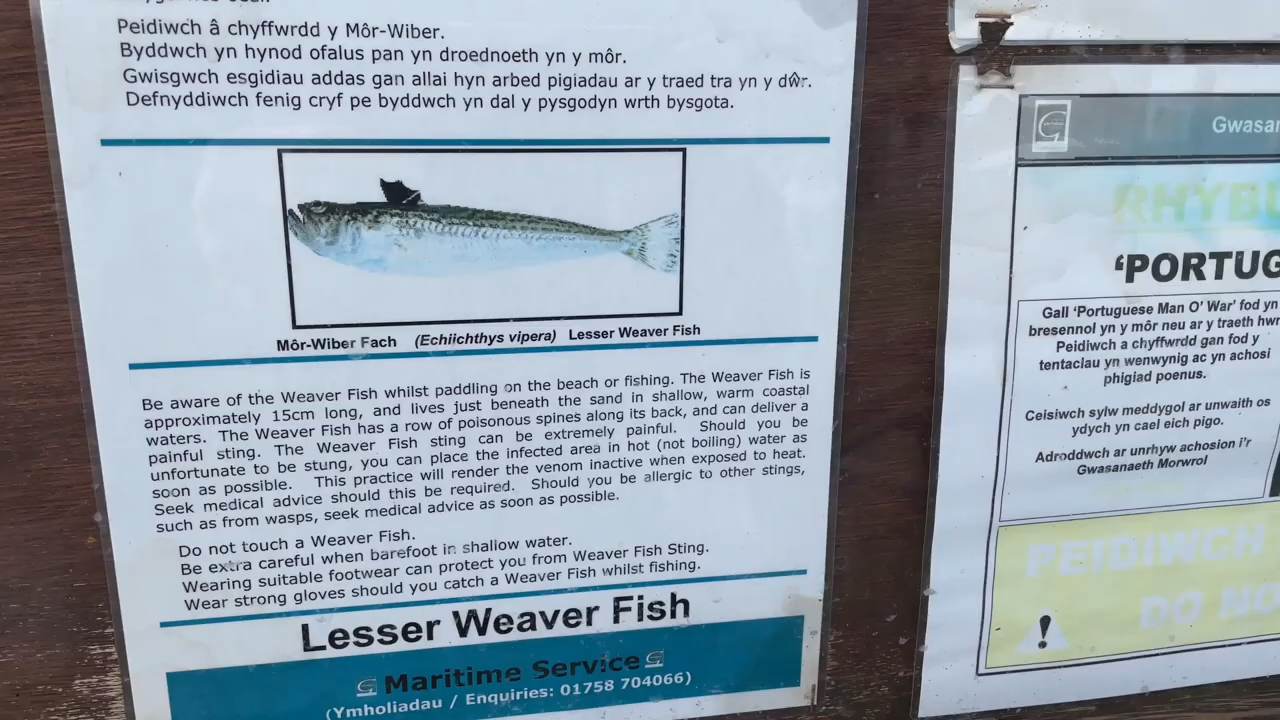 Peidiwch â chyffwrdd y Môr-Wiber.
Byddwch yn hynod ofalus pan yn droednoeth yn y môr.
Gwisgwch esgidiau addas gan allai hyn arbed pigiadau ar y traed tra yn y dŵr.
Defnyddiwch fenig cryf pe byddwch yn dal y pysgodyn wrth bysgota.
Môr-Wiber Fach (Echiichthys vipera) Lesser Weaver Fish
Be aware of the Weaver Fish whilst paddling on the beach or fishing. The Weaver Fish is
approximately 15cm long, and lives just beneath the sand in shallow, warm coastal
waters. The Weaver Fish has a row of poisonous spines along its back, and can deliver a
painful sting. The Weaver Fish sting can be extremely painful. Should you be
unfortunate to be stung, you can place the infected area in hot (not boiling) water as
soon as possible. This practice will render the venom inactive when exposed to heat.
Seek medical advice should this be required. Should you be allergic to other stings,
such as from wasps, seek medical advice as soon as possible.
Do not touch a Weaver Fish.
Be extra careful when barefoot in shallow water.
Wearing suitable footwear can protect you from Weaver Fish Sting.
Wear strong gloves should you catch a Weaver Fish whilst fishing.
Lesser Weaver Fish
Maritime Service
(Ymholiadau / Enquiries: 01758 704066)
Gwasan
RHYBU
‘PORTUG
Gall ‘Portuguese Man O’ War’ fod yn
bresennol yn y môr neu ar y traeth hwn
Peidiwch a chyffwrdd gan fod y
tentaclau yn wenwynig ac yn achosi
phigiad poenus.
Ceisiwch sylw meddygol ar unwaith os
ydych yn cael eich pigo.
Adroddwch ar unrhyw achosion i’r
Gwasanaeth Morwrol
PEIDIWCH
DO NO